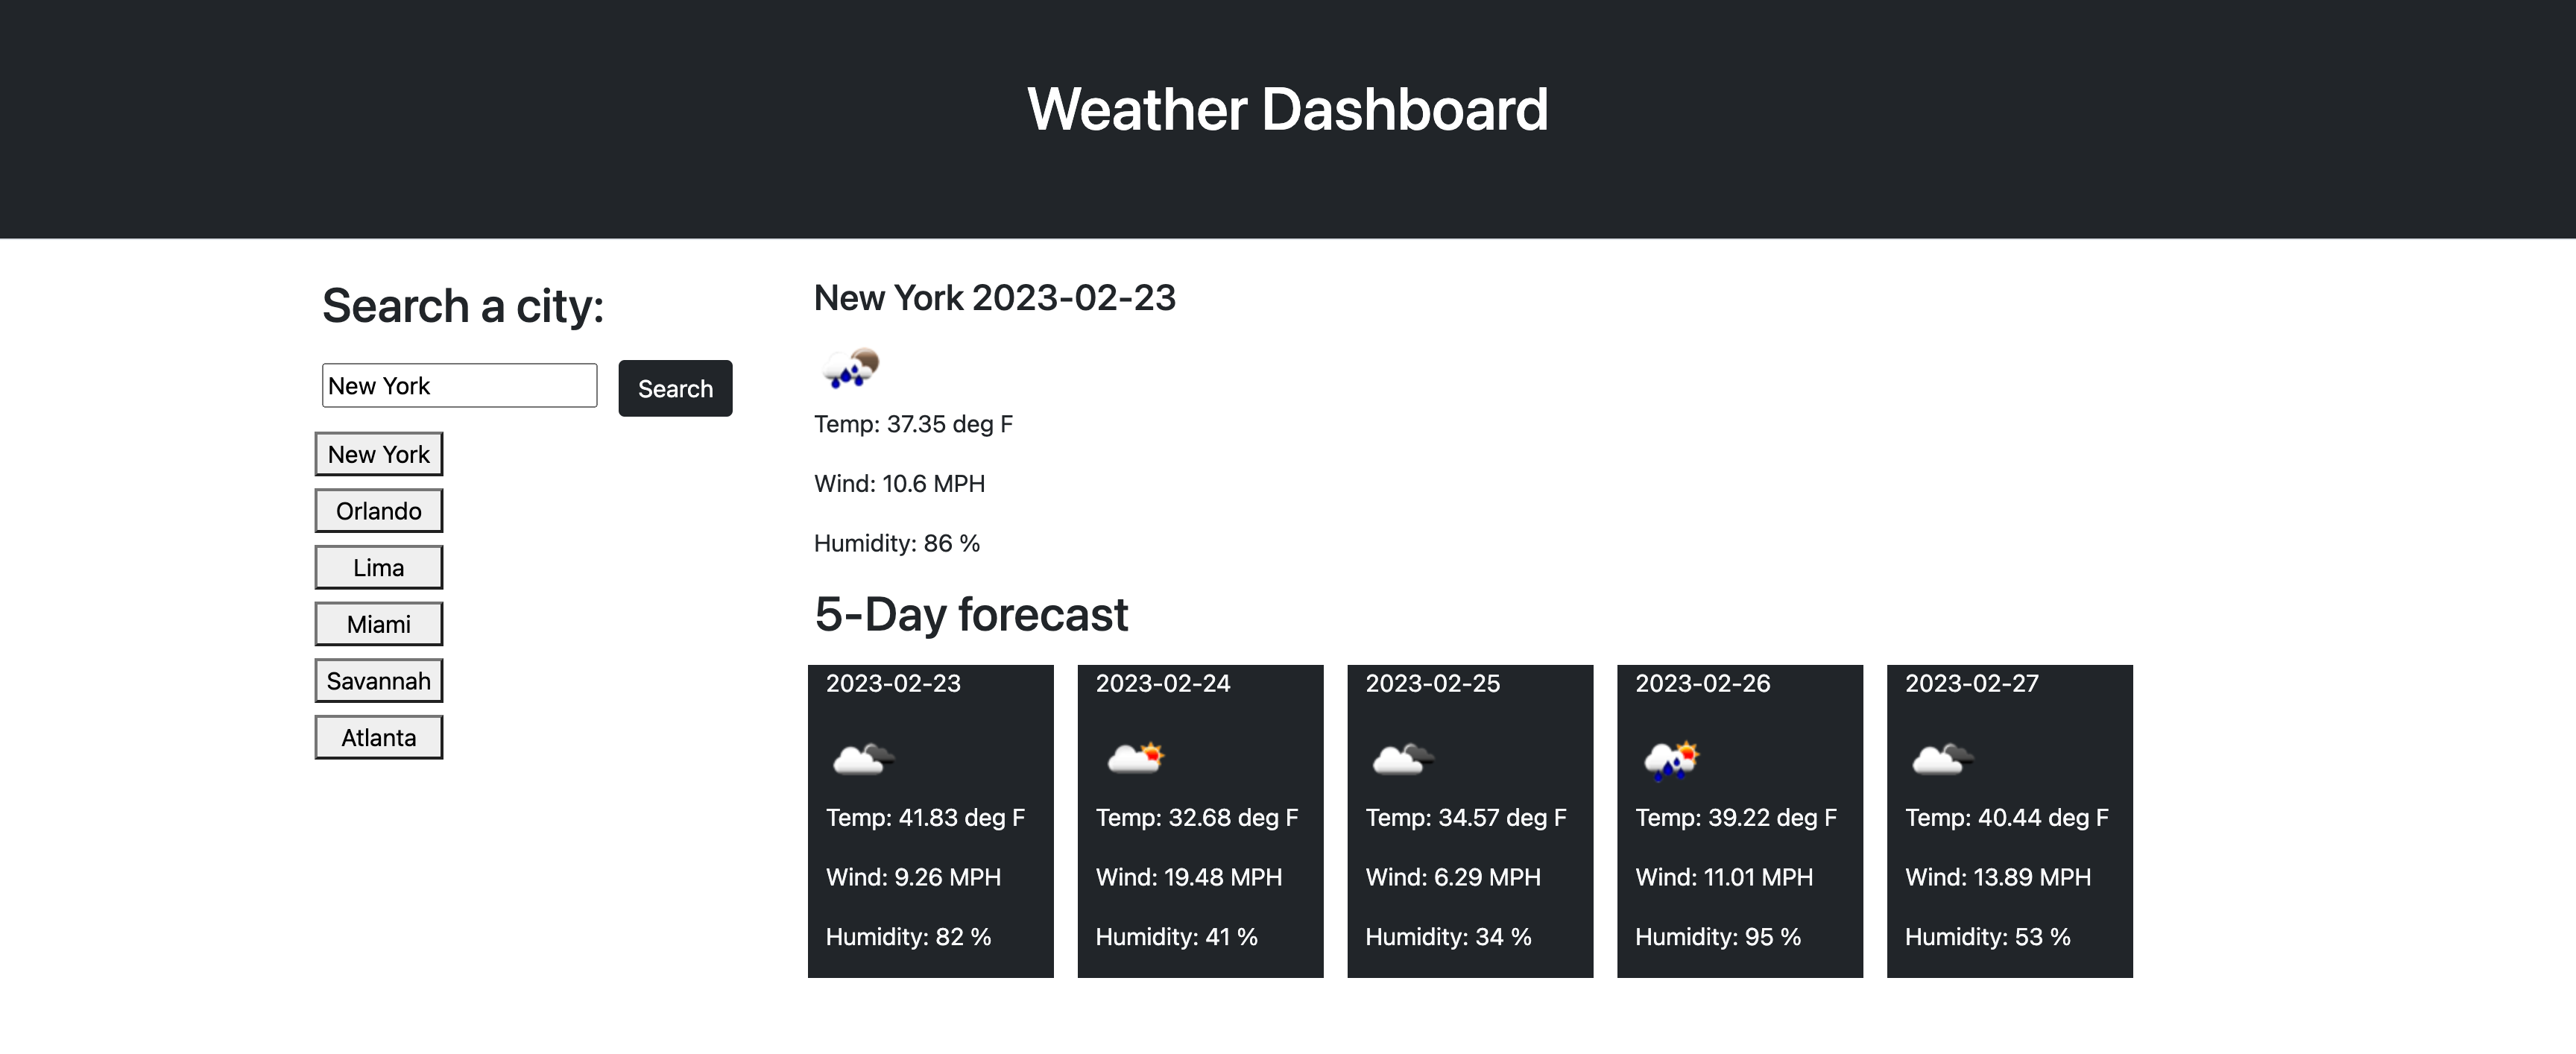 Weather Dashboard
Search a city:
New York
Search
New York
Orlando
Lima
Miami
Savannah
Atlanta
New York 2023-02-23
Temp: 37.35 deg F
Wind: 10.6 MPH
Humidity: 86 %
5-Day forecast
2023-02-23
Temp: 41.83 deg F
Wind: 9.26 MPH
Humidity: 82 %
2023-02-24
Temp: 32.68 deg F
Wind: 19.48 MPH
Humidity: 41 %
2023-02-25
Temp: 34.57 deg F
Wind: 6.29 MPH
Humidity: 34 %
2023-02-26
Temp: 39.22 deg F
Wind: 11.01 MPH
Humidity: 95 %
2023-02-27
Temp: 40.44 deg F
Wind: 13.89 MPH
Humidity: 53 %